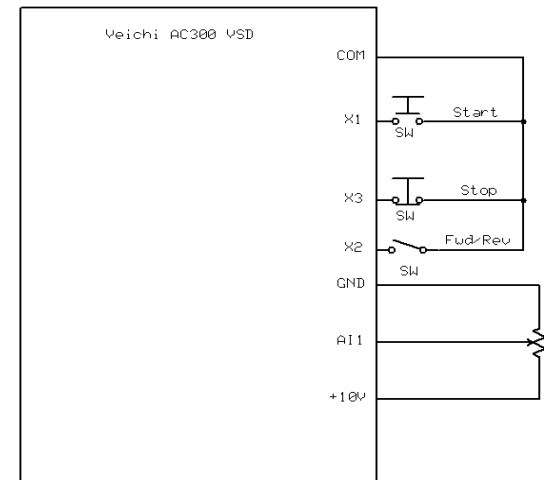 Veichi AC300 VSD
COM
X1
Start
SW
X3
Stop
SW
X2
Fwd/Rev
SW
GND
AI1
+10V